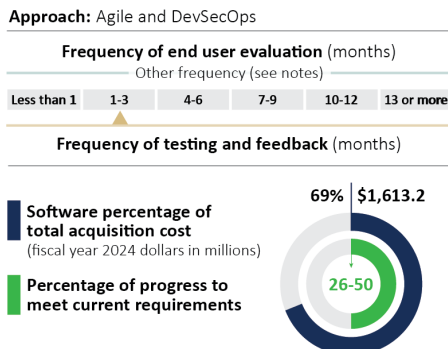 Approach: Agile and DevSecOps
Frequency of end user evaluation (months)
Other frequency (see notes)
Less than 1 1-3 4-6 7-9 10-12 13 or more
Frequency of testing and feedback (months)
69% $1,613.2
Software percentage of
total acquisition cost
(fiscal year 2024 dollars in millions)
Percentage of progress to
meet current requirements
26-50